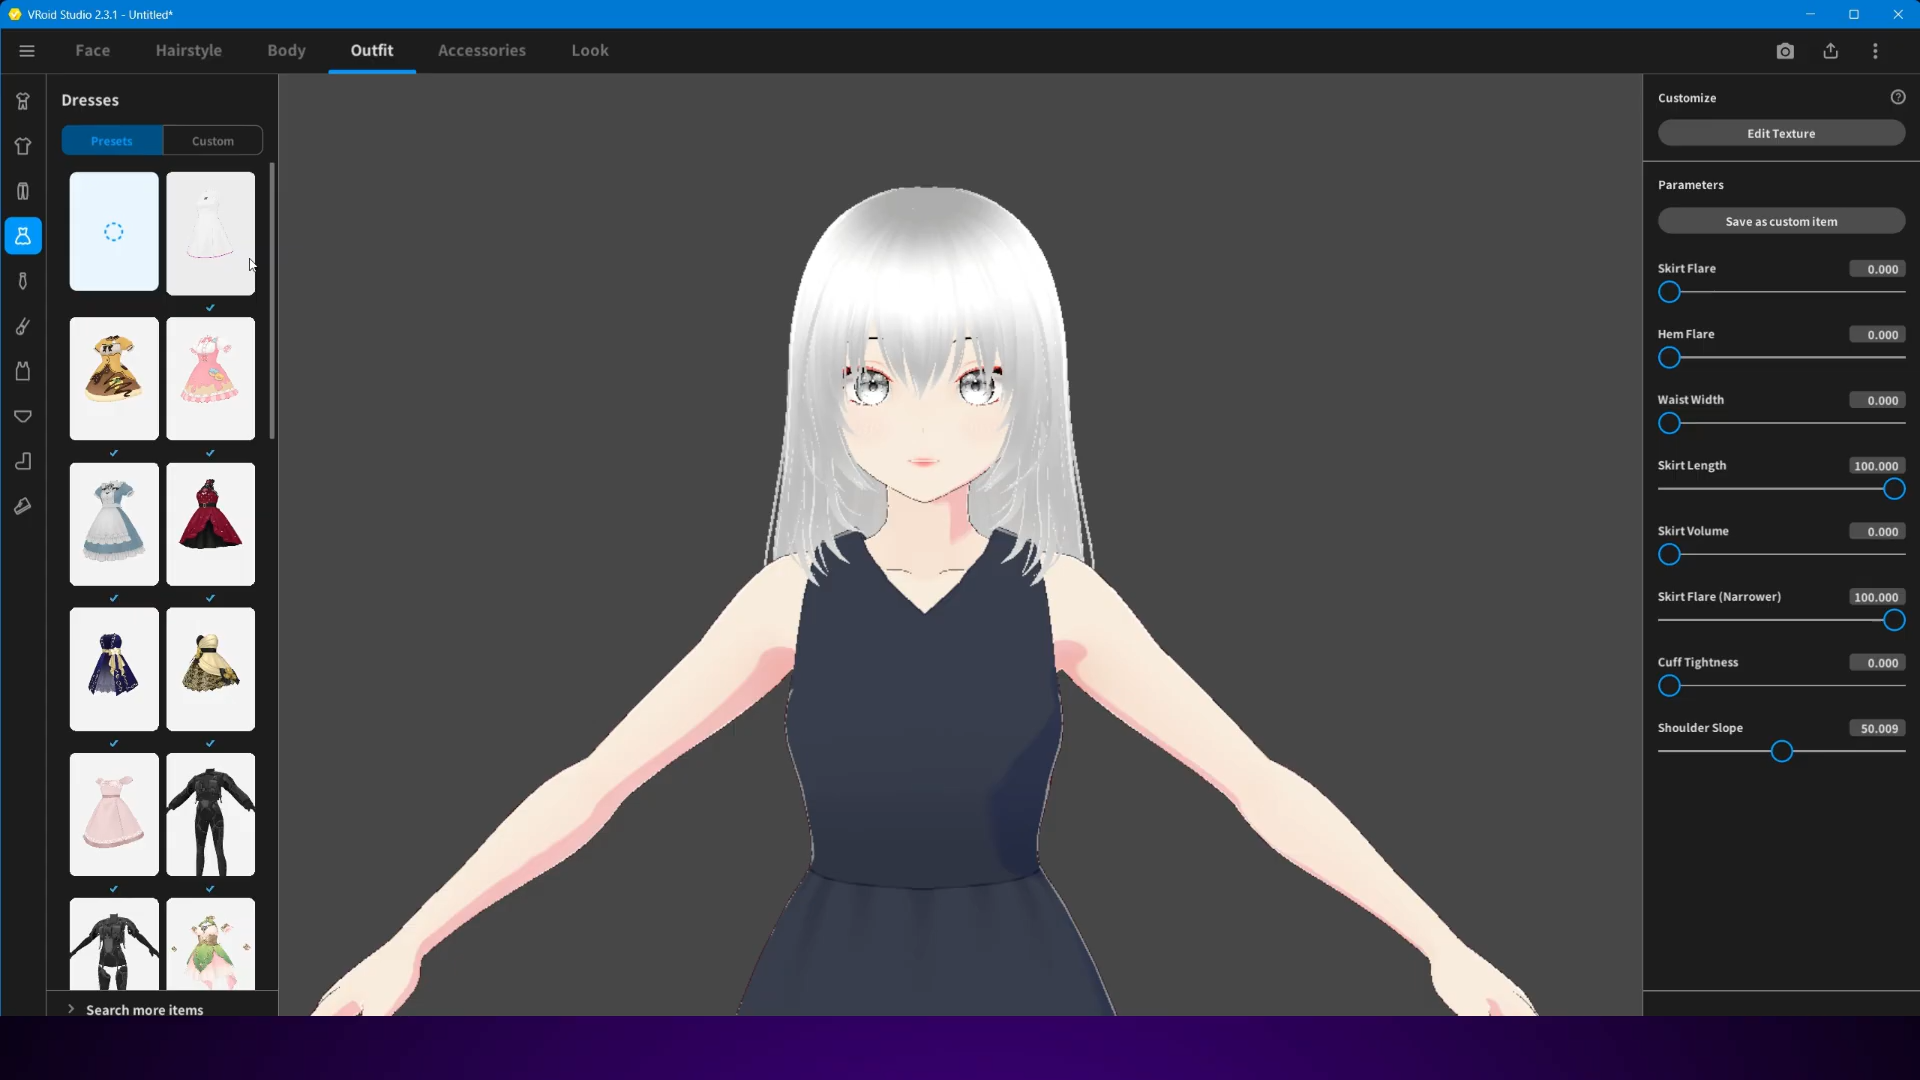 VRoid Studio 2.3.1 - Untitled*
Face Hairstyle Body Outfit Accessories Look
Dresses
Presets Custom
Search more items
Customize
Edit Texture
Parameters
Save as custom item
Skirt Flare 0.000
Hem Flare 0.000
Waist Width 0.000
Skirt Length 100.000
Skirt Volume 0.000
Skirt Flare (Narrower) 100.000
Cuff Tightness 0.000
Shoulder Slope 50.009